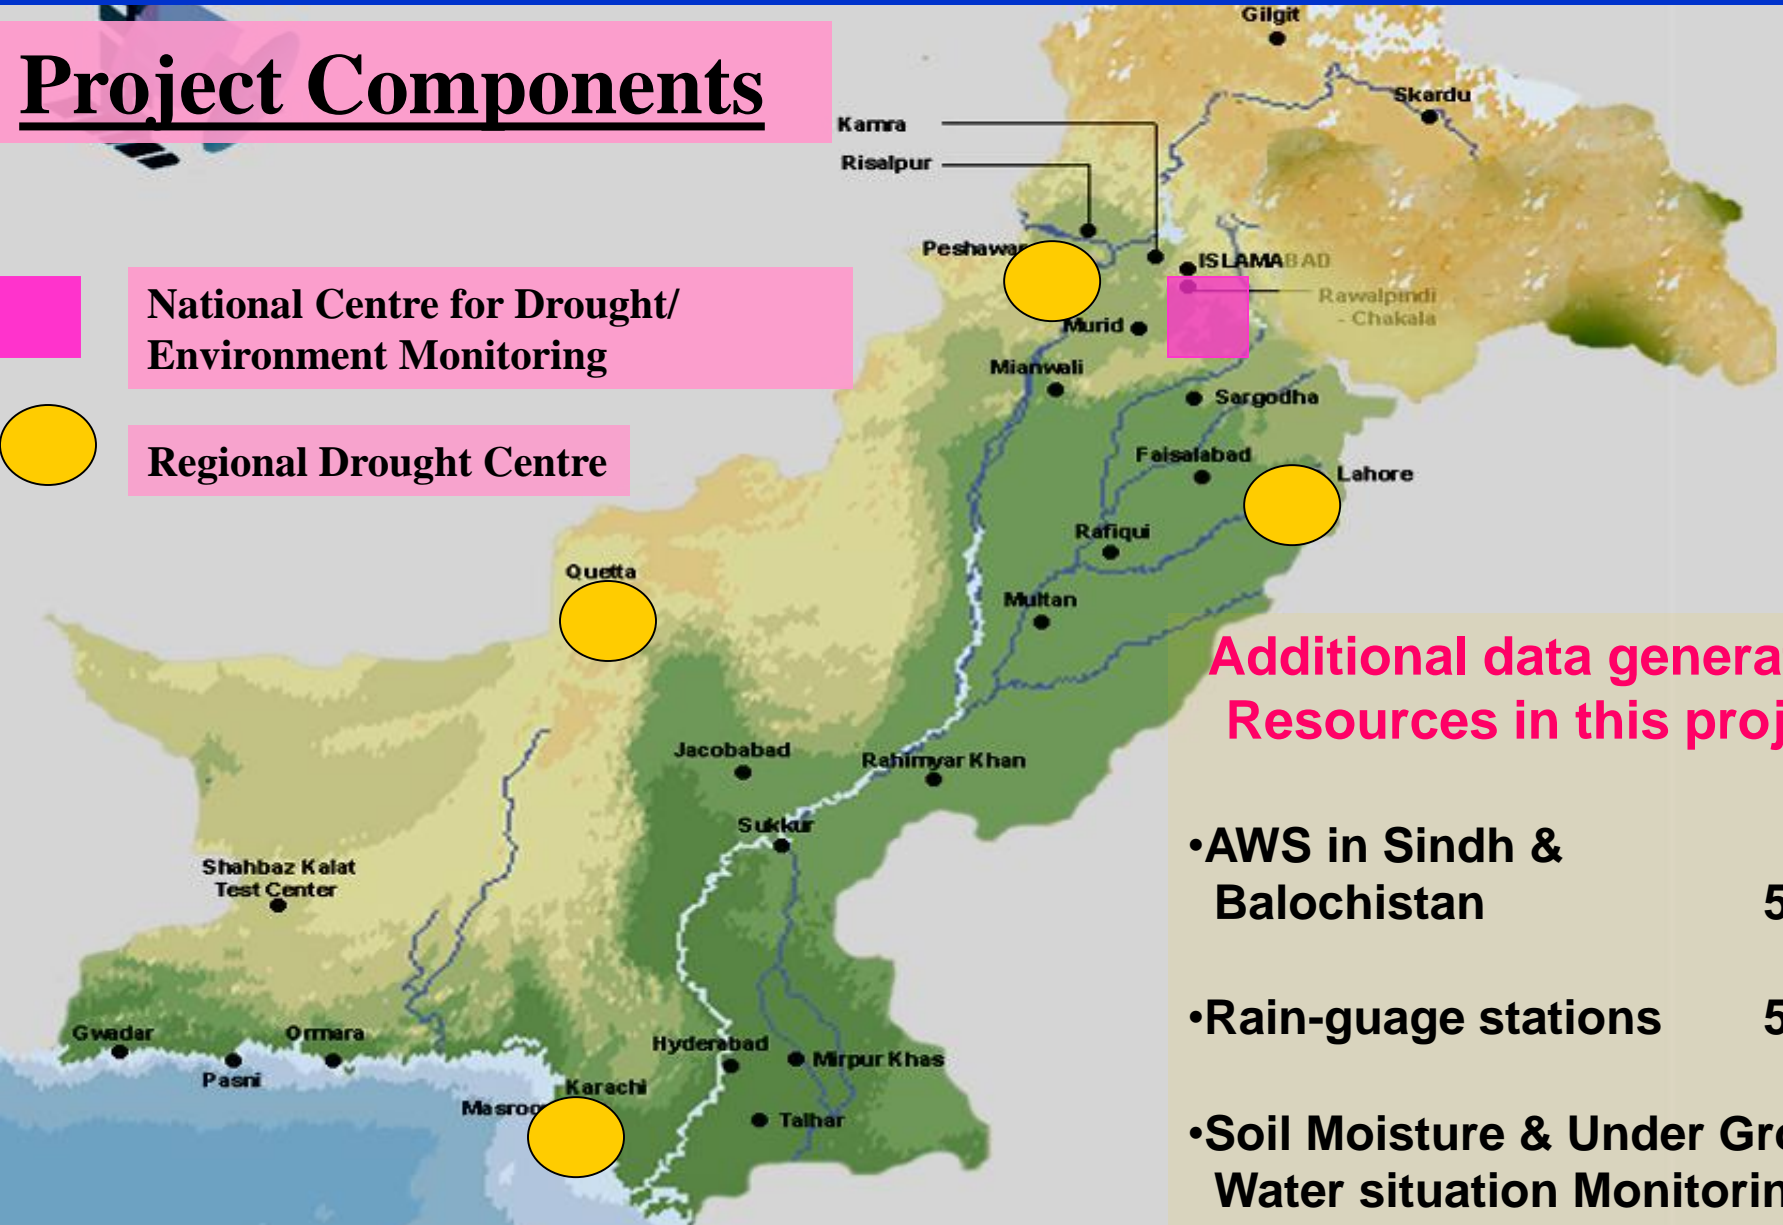 Project Components
National Centre for Drought/
Environment Monitoring
Regional Drought Centre
Gilgit
Skardu
Kamra
Risalpur
Peshawar
ISLAMABAD
Rawalpindi
- Chakala
Murid
Mianwali
Sargodha
Faisalabad
Lahore
Rafiqui
Quetta
Multan
Jacobabad
Rahimyar Khan
Sukkur
Shahbaz Kalat
Test Center
Gwadar
Ormara
Pasni
Hyderabad
Mirpur Khas
Karachi
Masroo
Talhar
Additional data genera
Resources in this proj
•AWS in Sindh &
Balochistan 5
•Rain-guage stations 5
•Soil Moisture & Under Gro
Water situation Monitorin